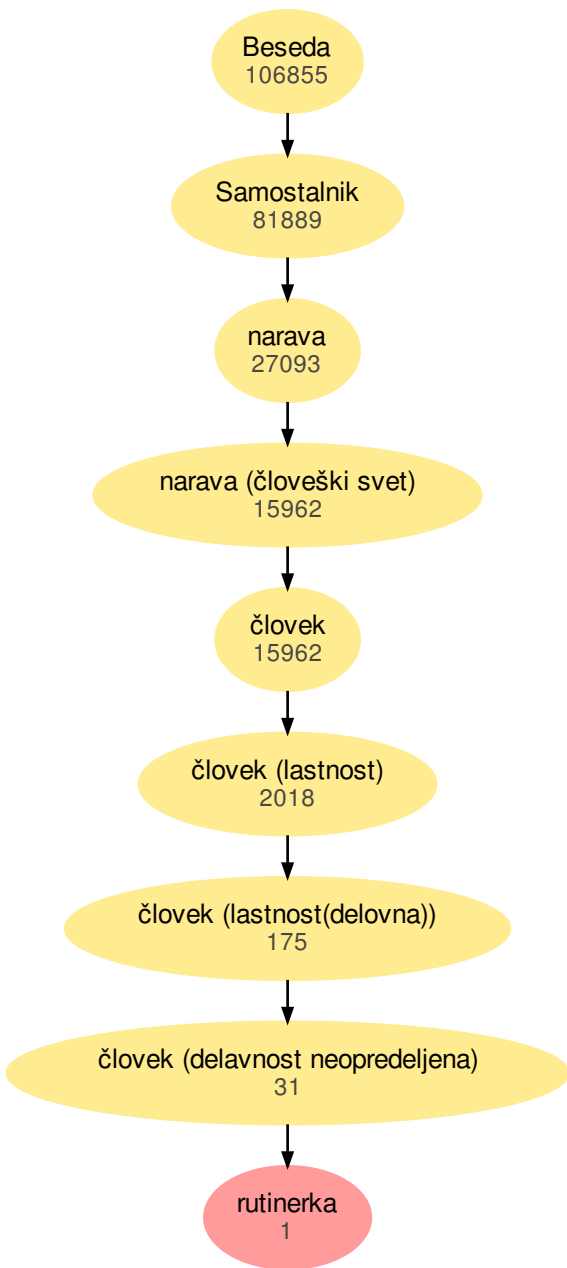 Beseda
106855
Samostalnik
81889
narava
27093
narava (človeški svet)
15962
človek
15962
človek (lastnost)
2018
človek (lastnost(delovna))
175
človek (delavnost neopredeljena)
31
rutinerka
1